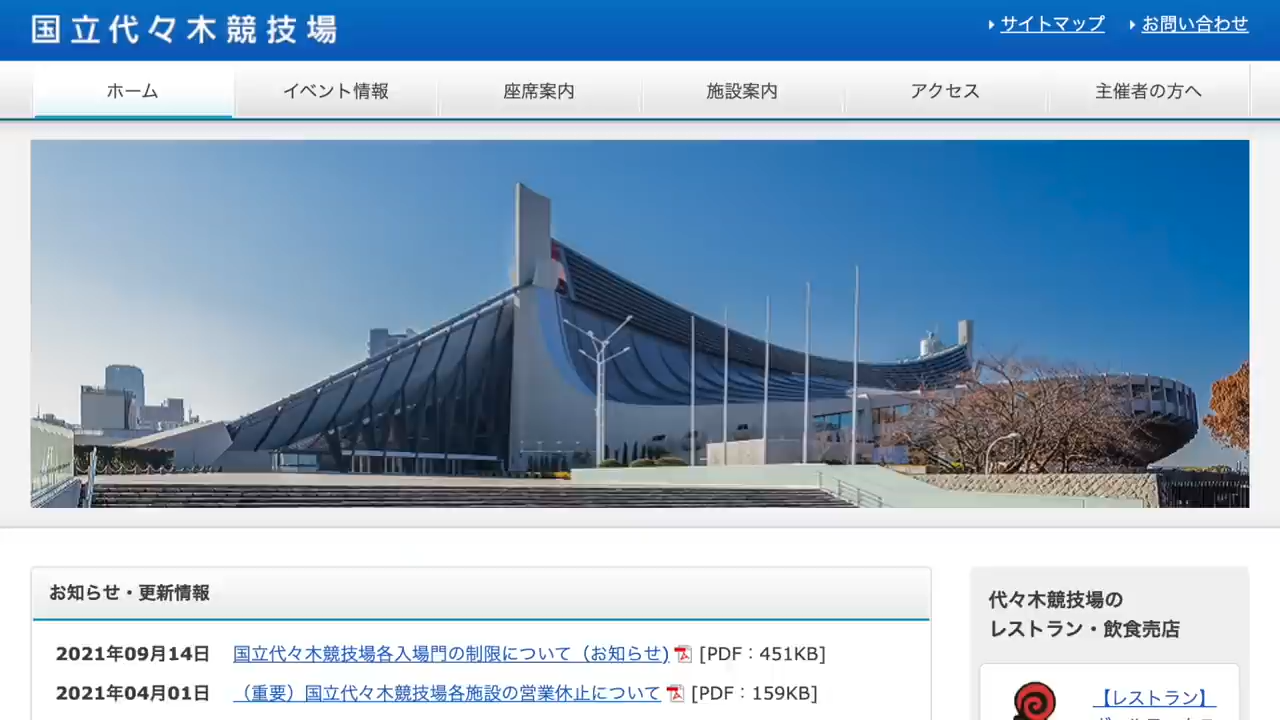 国立代々木競技場
サイトマップ
お問い合わせ
ホーム
イベント情報
座席案内
施設案内
アクセス
主催者の方へ
お知らせ・更新情報
2021年09月14日 国立代々木競技場各入場門の制限について（お知らせ) [PDF：451KB]
2021年04月01日 （重要）国立代々木競技場各施設の営業休止について [PDF：159KB]
代々木競技場の
レストラン・飲食売店
【レストラン】